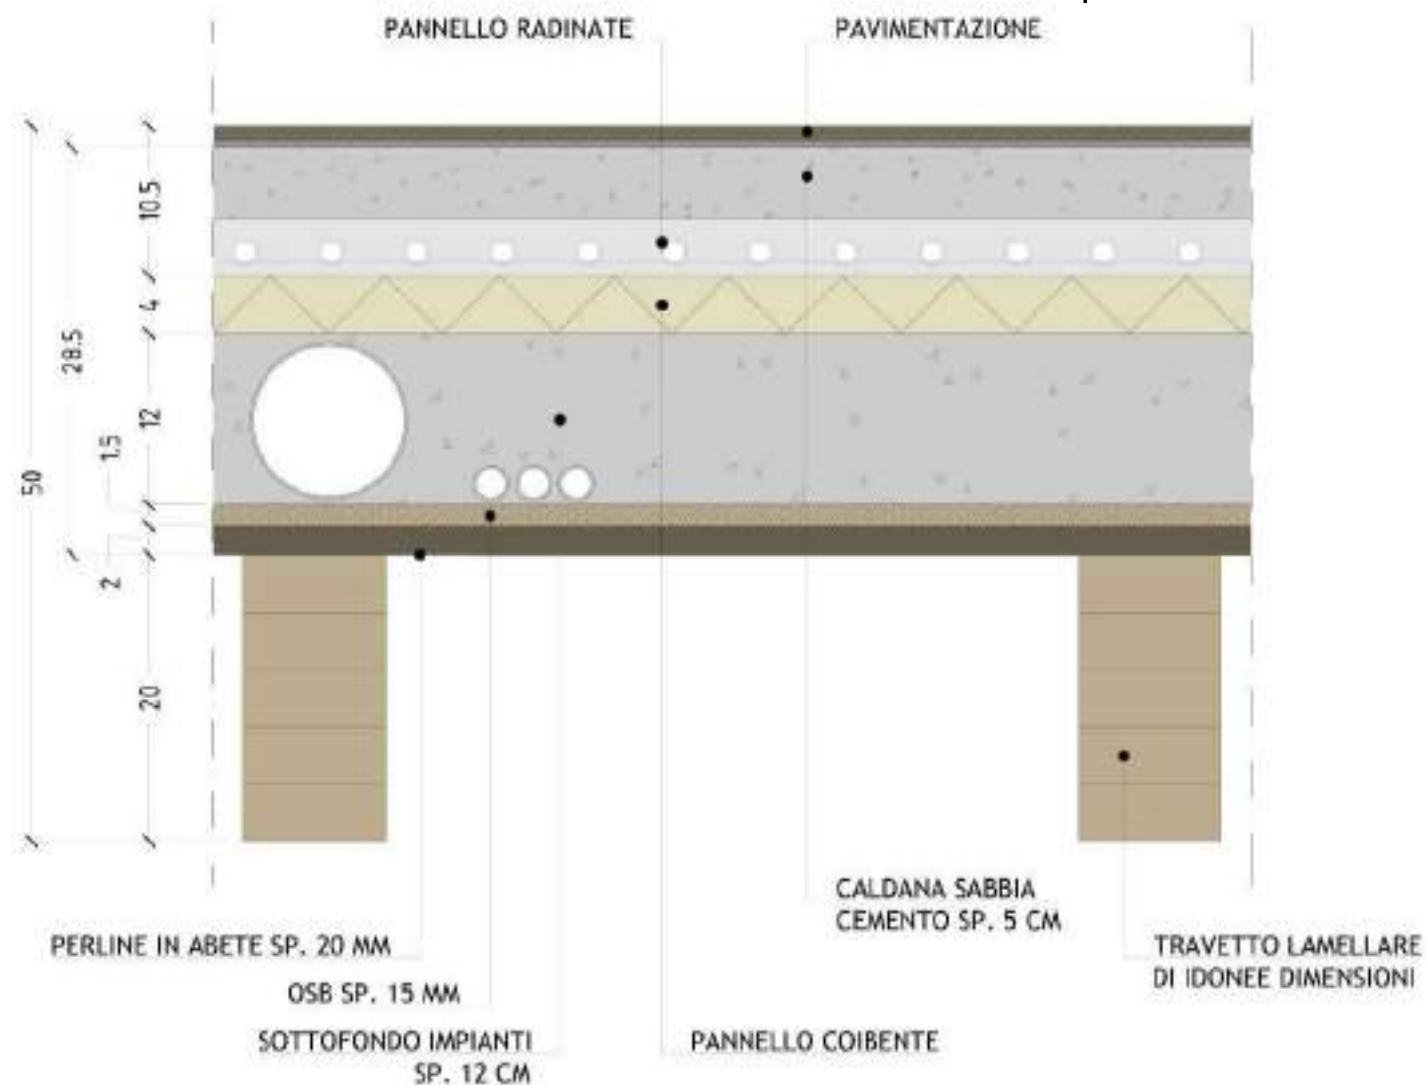 PANNELLO RADINATE
PAVIMENTAZIONE
10.5
4
28.5
12
1.5
50
2
20
CALDANA SABBIA
CEMENTO SP. 5 CM
PERLINE IN ABETE SP. 20 MM
TRAVETTO LAMELLARE
DI IDONEE DIMENSIONI
OSB SP. 15 MM
SOTTOFONDO IMPIANTI
SP. 12 CM
PANNELLO COIBENTE